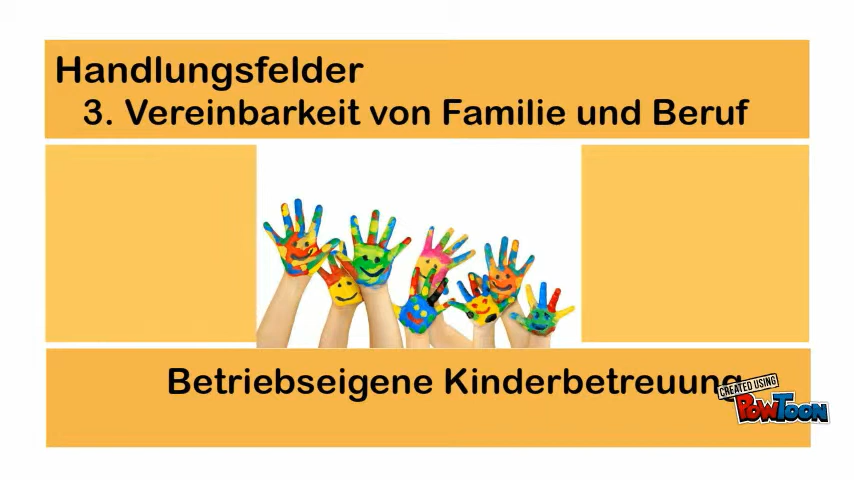 Handlungsfelder
3. Vereinbarkeit von Familie und Beruf
Betriebseigene Kinderbetreuung
CREATED USING
POWTOON